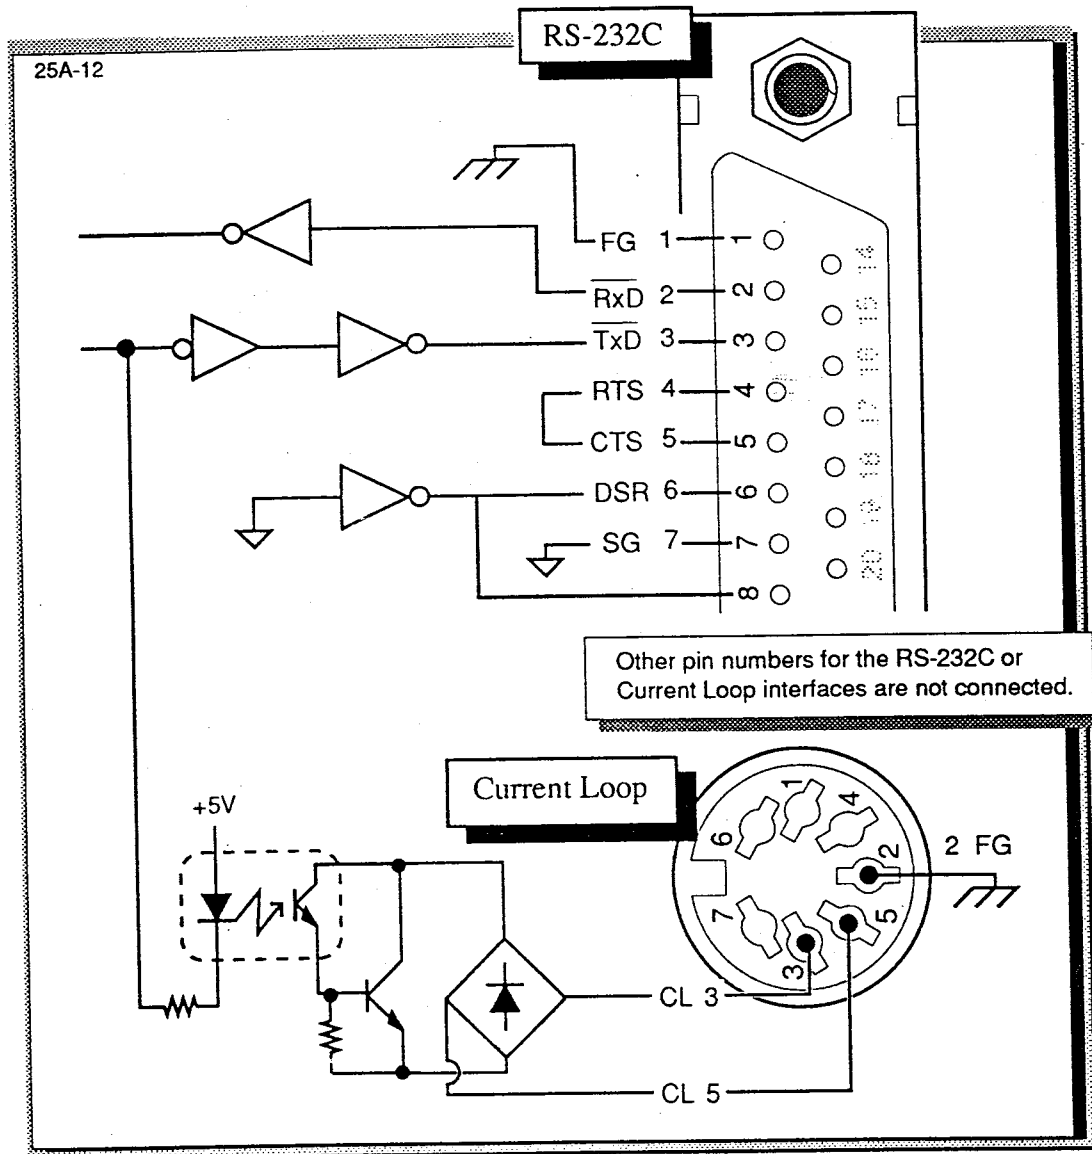 RS-232C
25A-12
FG 1 1
14
RxD 2 2
15
TxD 3 3
16
RTS 4 4
17
CTS 5 5
18
DSR 6 6
19
SG 7 7
20
8
Other pin numbers for the RS-232C or
Current Loop interfaces are not connected.
Current Loop
+5V
1
4
6
2
2 FG
7
5
3
CL 3
CL 5